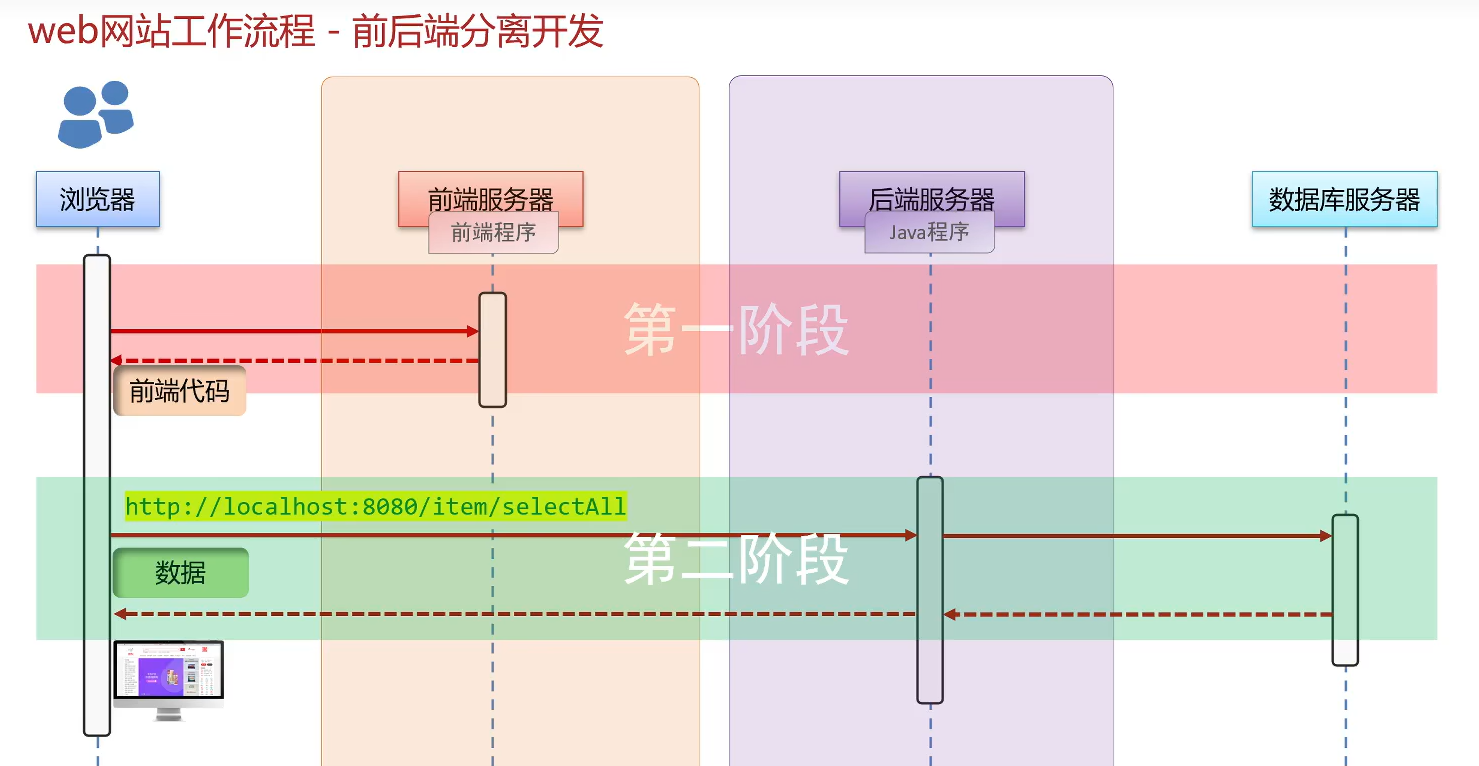 web网站工作流程 - 前后端分离开发
浏览器
前端服务器
前端程序
后端服务器
Java程序
数据库服务器
第一阶段
前端代码
http://localhost:8080/item/selectAll
第二阶段
数据